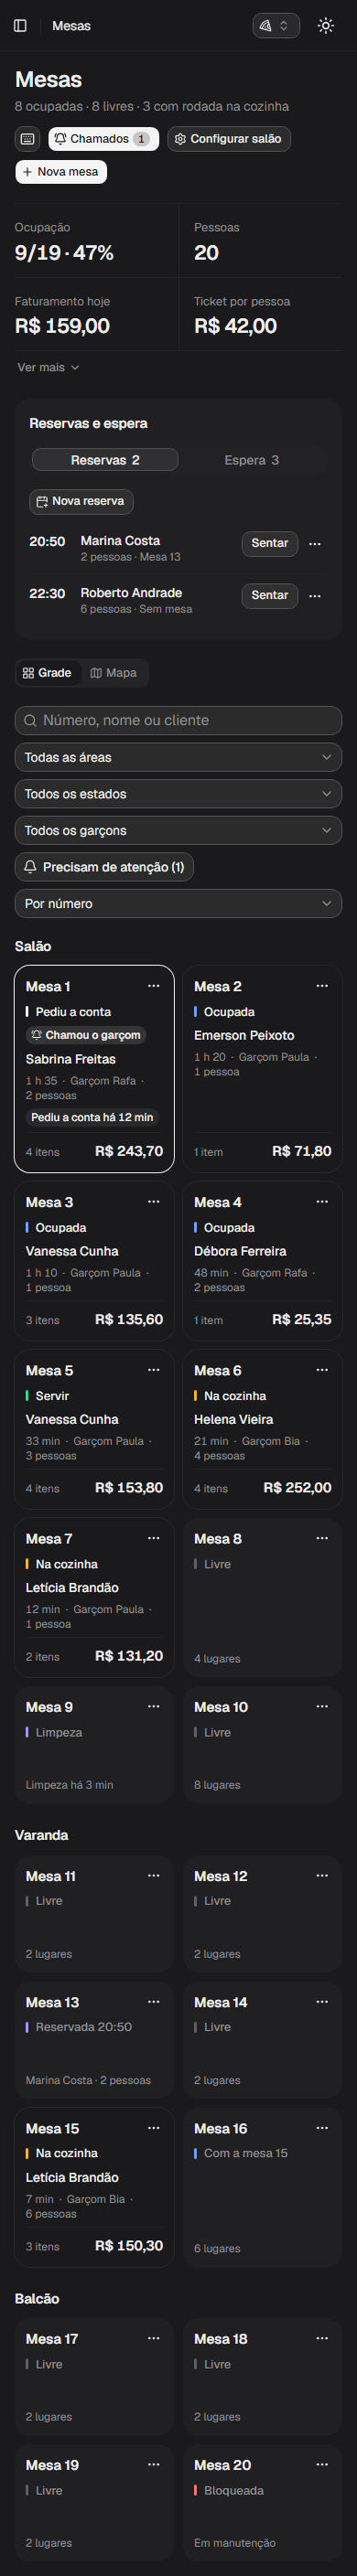 Mesas
Mesas
8 ocupadas · 8 livres · 3 com rodada na cozinha
Chamados 1
Configurar salão
Nova mesa
Ocupação
Pessoas
9/19 · 47%
20
Faturamento hoje
Ticket por pessoa
R$ 159,00
R$ 42,00
Ver mais
Reservas e espera
Reservas 2
Espera 3
Nova reserva
20:50 Marina Costa Sentar
2 pessoas · Mesa 13
22:30 Roberto Andrade Sentar
6 pessoas · Sem mesa
Grade
Mapa
Número, nome ou cliente
Todas as áreas
Todos os estados
Todos os garçons
Precisam de atenção (1)
Por número
Salão
Mesa 1
Pediu a conta
Chamou o garçom
Sabrina Freitas
1 h 35 · Garçom Rafa ·
2 pessoas
Pediu a conta há 12 min
4 itens R$ 243,70
Mesa 2
Ocupada
Emerson Peixoto
1 h 20 · Garçom Paula ·
1 pessoa
1 item R$ 71,80
Mesa 3
Ocupada
Vanessa Cunha
1 h 10 · Garçom Paula ·
1 pessoa
3 itens R$ 135,60
Mesa 4
Ocupada
Débora Ferreira
48 min · Garçom Rafa ·
2 pessoas
1 item R$ 25,35
Mesa 5
Servir
Vanessa Cunha
33 min · Garçom Paula ·
3 pessoas
4 itens R$ 153,80
Mesa 6
Na cozinha
Helena Vieira
21 min · Garçom Bia ·
4 pessoas
4 itens R$ 252,00
Mesa 7
Na cozinha
Letícia Brandão
12 min · Garçom Paula ·
1 pessoa
2 itens R$ 131,20
Mesa 8
Livre
4 lugares
Mesa 9
Limpeza
Limpeza há 3 min
Mesa 10
Livre
8 lugares
Varanda
Mesa 11
Livre
2 lugares
Mesa 12
Livre
2 lugares
Mesa 13
Reservada 20:50
Marina Costa · 2 pessoas
Mesa 14
Livre
2 lugares
Mesa 15
Na cozinha
Letícia Brandão
7 min · Garçom Bia ·
6 pessoas
3 itens R$ 150,30
Mesa 16
Com a mesa 15
6 lugares
Balcão
Mesa 17
Livre
2 lugares
Mesa 18
Livre
2 lugares
Mesa 19
Livre
2 lugares
Mesa 20
Bloqueada
Em manutenção